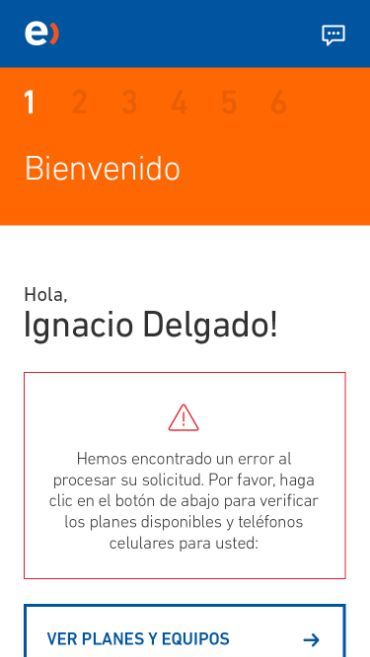 e)
1 2 3 4 5 6
Bienvenido
Hola,
Ignacio Delgado!
Hemos encontrado un error al
procesar su solicitud. Por favor, haga
clic en el botón de abajo para verificar
los planes disponibles y teléfonos
celulares para usted:
VER PLANES Y EQUIPOS